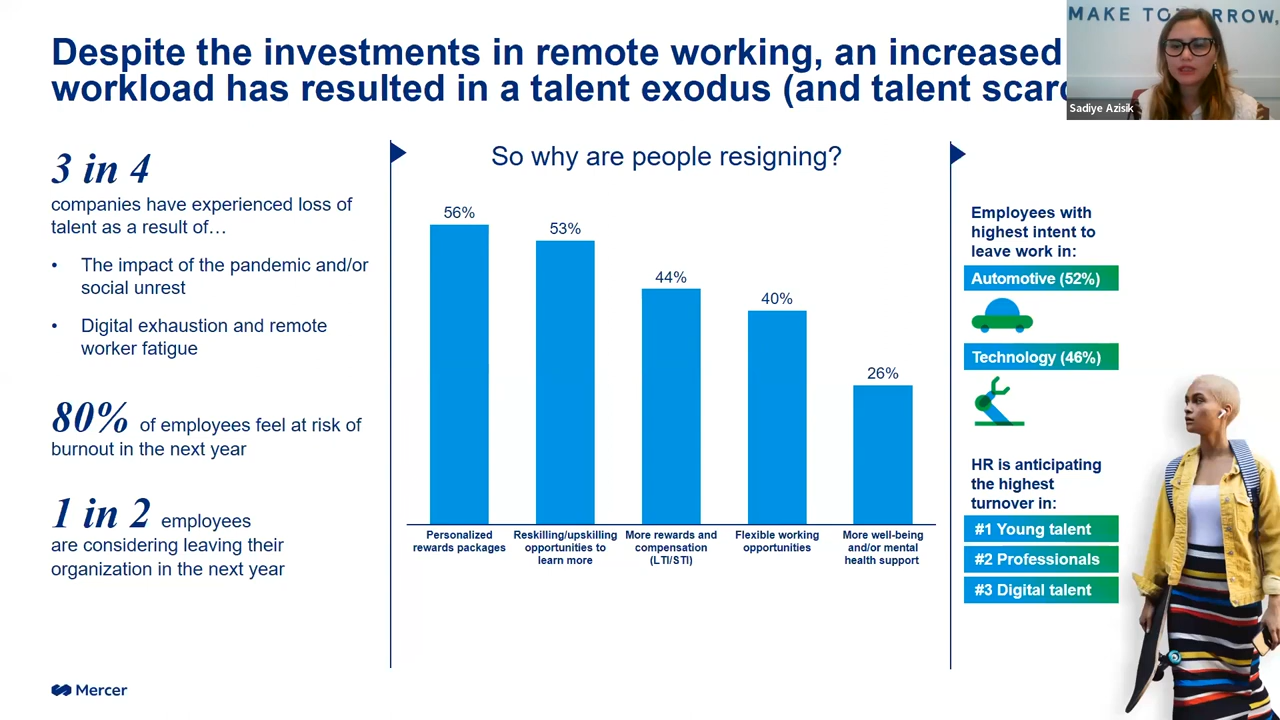 MAKE TOMORROW,
Sadiye Azisik
Despite the investments in remote working, an increased
workload has resulted in a talent exodus (and talent
3 in 4
companies have experienced loss of
talent as a result of…
• The impact of the pandemic and/or
social unrest
• Digital exhaustion and remote
worker fatigue
80% of employees feel at risk of
burnout in the next year
1 in 2 employees
are considering leaving their
organization in the next year
So why are people resigning?
56%
53%
44%
40%
26%
Personalized
rewards packages
Reskilling/upskilling
opportunities to
learn more
More rewards and
compensation
(LTI/STI)
Flexible working
opportunities
More well-being
and/or mental
health support
Employees with
highest intent to
leave work in:
Automotive (52%)
Technology (46%)
HR is anticipating
the highest
turnover in:
#1 Young talent
#2 Professionals
#3 Digital talent
Mercer